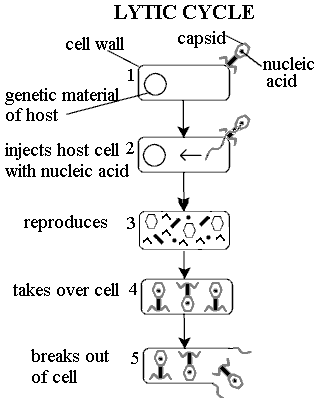 LYTIC CYCLE
cell wall
capsid
nucleic
acid
1
genetic material
of host
injects host cell
with nucleic acid
2
reproduces
3
takes over cell
4
breaks out
of cell
5